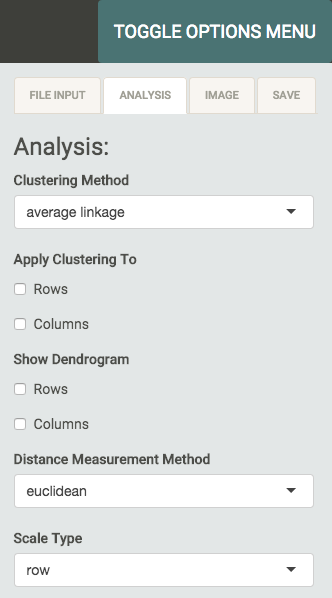 TOGGLE OPTIONS MENU
FILE INPUT ANALYSIS IMAGE SAVE
Analysis:
Clustering Method
average linkage
Apply Clustering To
Rows
Columns
Show Dendrogram
Rows
Columns
Distance Measurement Method
euclidean
Scale Type
row